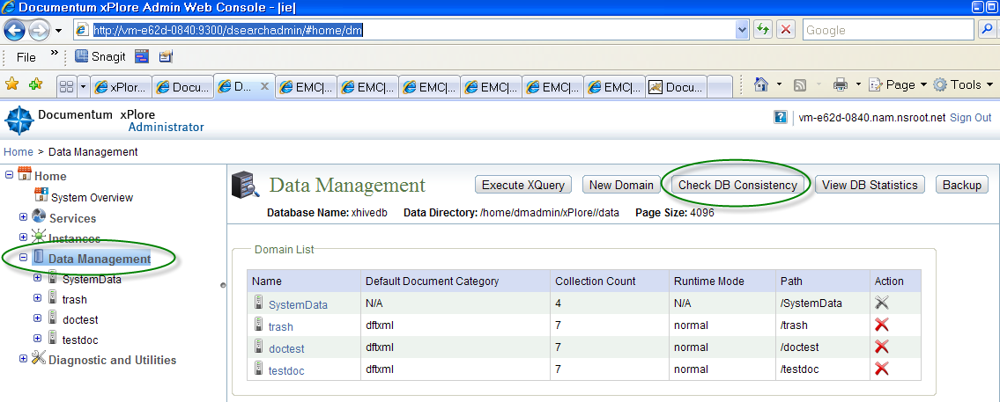 Documentum xPlore Admin Web Console - |ie|
http://vm-e62d-0840:9300/dsearchadmin/#home/dm
Google
File » Snagit
xPlor... Docu... D... EMC|... EMC|... EMC|... EMC|... EMC|... EMC|... Docu... Page Tools
Documentum xPlore
Administrator
vm-e62d-0840.nam.nsroot.net Sign Out
Home > Data Management
Home
System Overview
Services
Instances
Data Management
SystemData
trash
doctest
testdoc
Diagnostic and Utilities
Data Management Execute XQuery New Domain Check DB Consistency View DB Statistics Backup
Database Name: xhivedb Data Directory: /home/dmadmin/xPlore//data Page Size: 4096
Domain List
Name Default Document Category Collection Count Runtime Mode Path Action
SystemData N/A 4 N/A /SystemData
trash dftxml 7 normal /trash
doctest dftxml 7 normal /doctest
testdoc dftxml 7 normal /testdoc